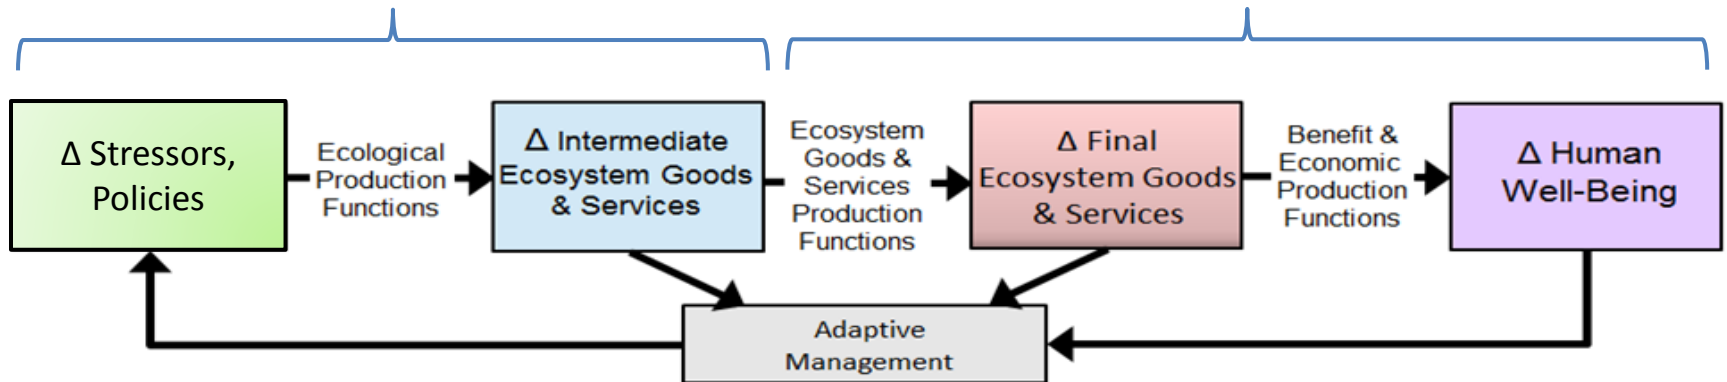 Δ Stressors,
Policies
Ecological
Production
Functions
Δ Intermediate
Ecosystem Goods
& Services
Ecosystem
Goods &
Services
Production
Functions
Δ Final
Ecosystem Goods
& Services
Benefit &
Economic
Production
Functions
Δ Human
Well-Being
Adaptive
Management